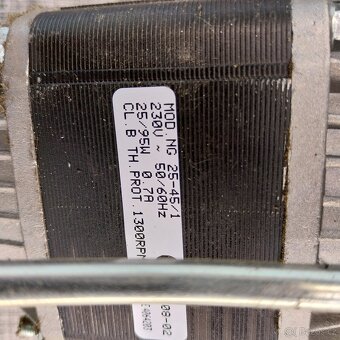 MOD.NG 25-45/1
230V ~ 50/60Hz
25/95W 0.7A
CL.B TH.PROT.1300RPM
08-02